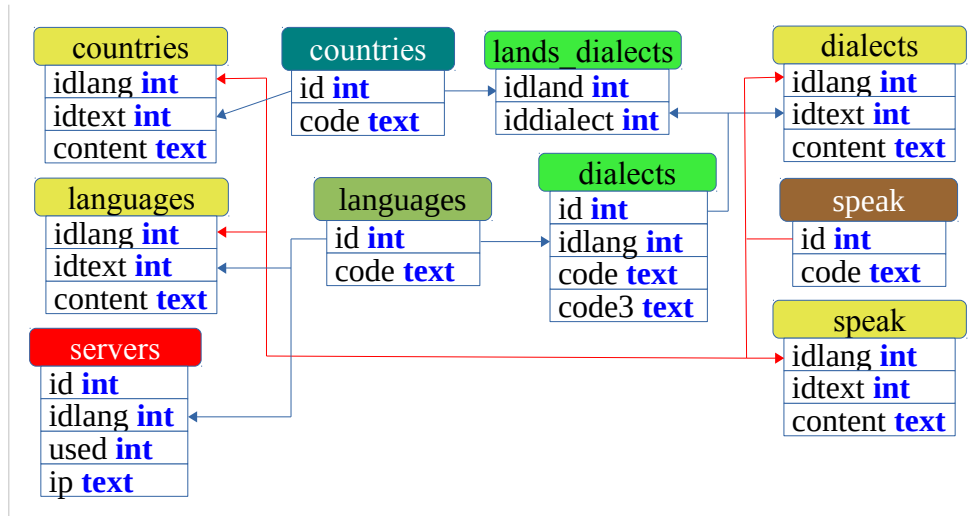 countries
idlang int
idtext int
content text
countries
id int
code text
lands_dialects
idland int
iddialect int
dialects
idlang int
idtext int
content text
languages
idlang int
idtext int
content text
languages
id int
code text
dialects
id int
idlang int
code text
code3 text
speak
id int
code text
servers
id int
idlang int
used int
ip text
speak
idlang int
idtext int
content text